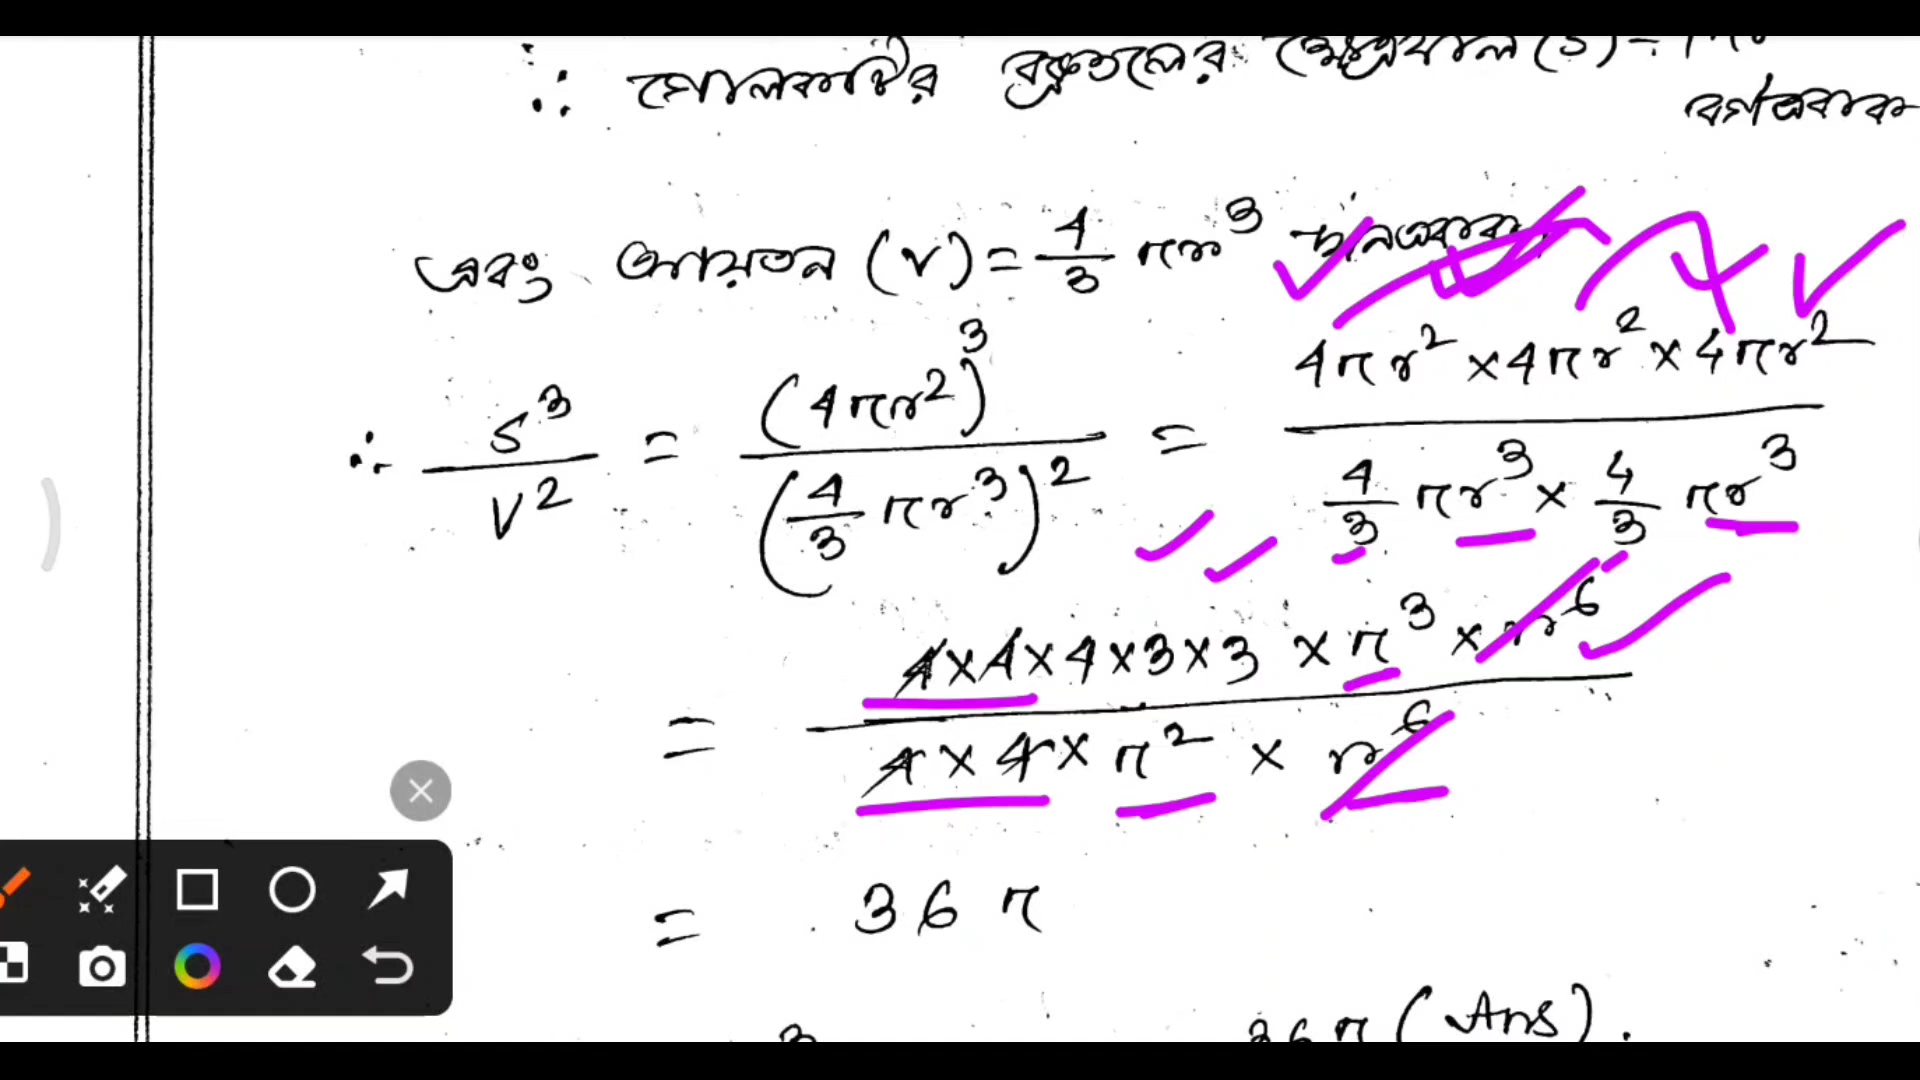 ∴ গোলকটির বক্রতলের ক্ষেত্রফল (S) =
বর্গএকক
এবং আয়তন (V) = 4/3 πr³ ঘনএকক
∴ S³/V² = (4πr²)³/(4/3 πr³)² = 4πr² × 4πr² × 4πr² / 4/3 πr³ × 4/3 πr³
= 4×4×4×3×3 × π³ × r⁶ / 4×4× π² × r⁶
= 36π
3 36π (Ans).